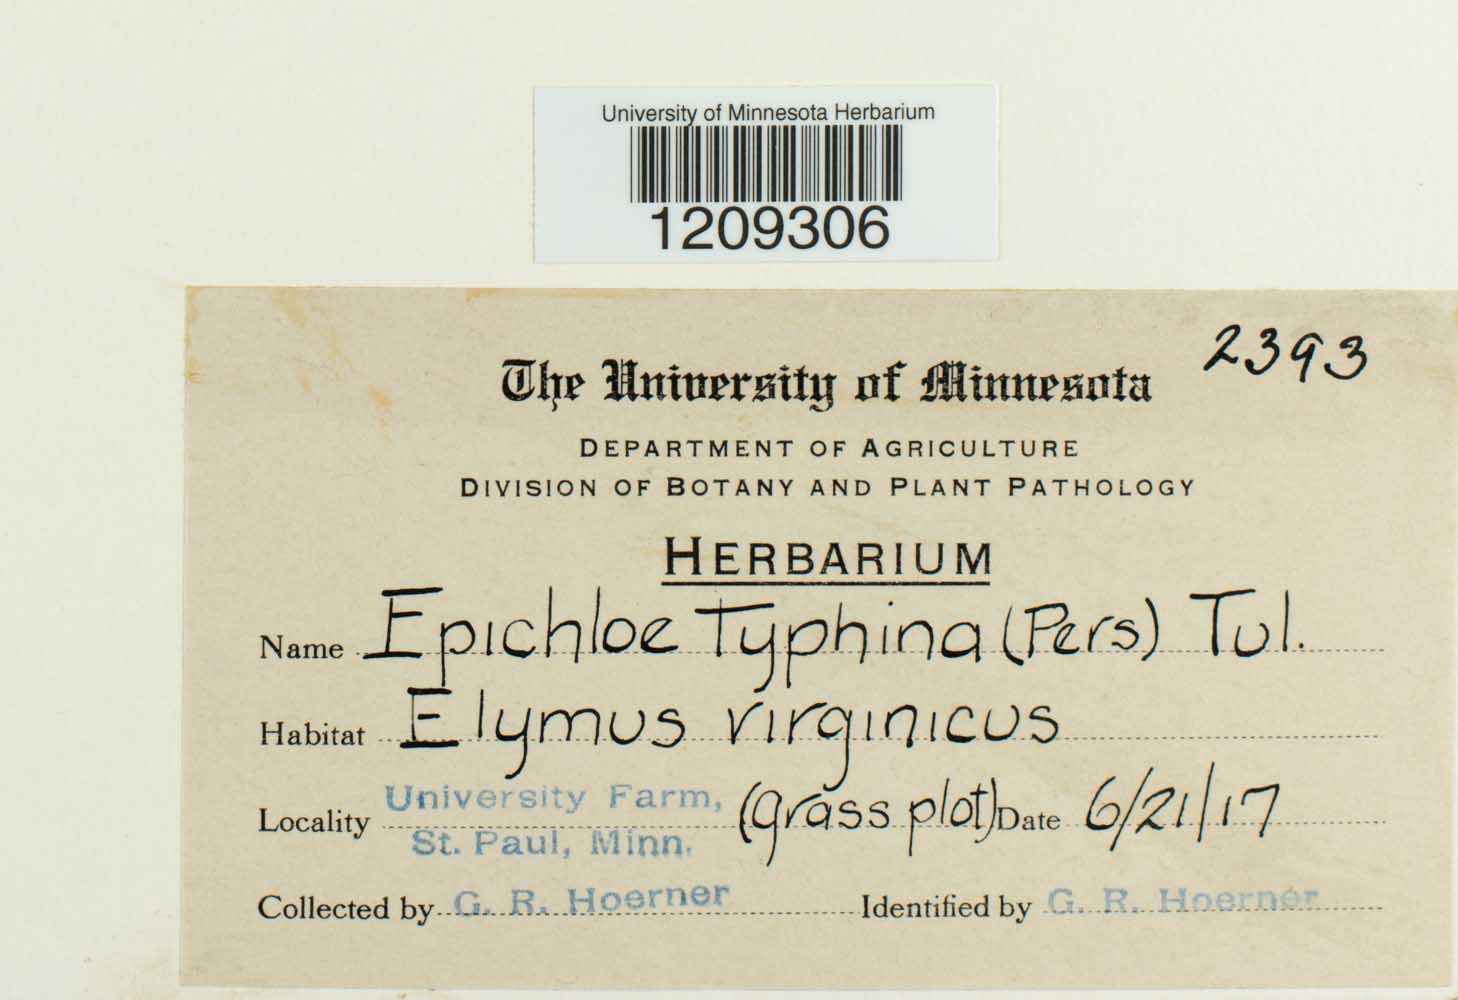 University of Minnesota Herbarium
1209306
2393
The University of Minnesota
DEPARTMENT OF AGRICULTURE
DIVISION OF BOTANY AND PLANT PATHOLOGY
HERBARIUM
Name Epichloe Typhina (Pers) Tul.
Habitat Elymus virginicus
Locality University Farm, St. Paul, Minn. (grass plot) Date 6/21/17
Collected by G. R. Hoerner Identified by G. R. Hoerner